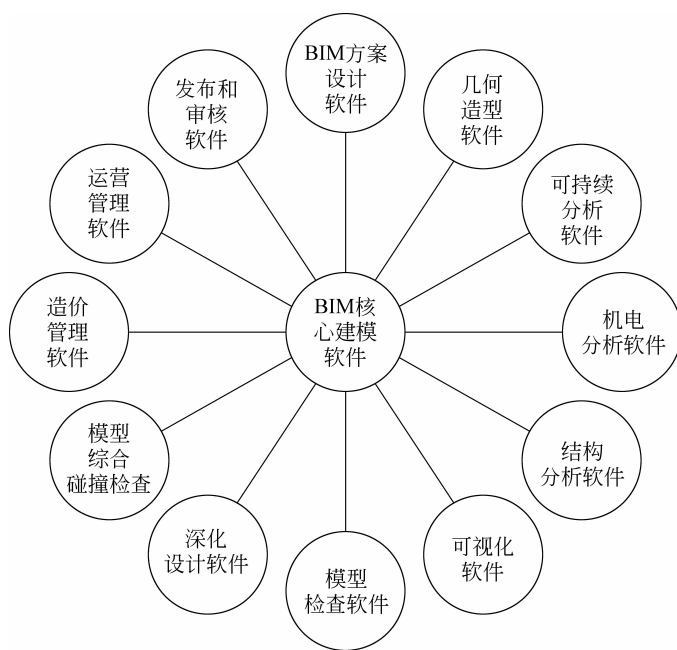 BIM方案
设计
软件
几何
造型
软件
可持续
分析
软件
机电
分析软件
结构
分析软件
可视化
软件
模型
检查软件
深化
设计软件
模型
综合
碰撞检查
造价
管理
软件
运营
管理
软件
发布和
审核
软件
BIM核
心建模
软件